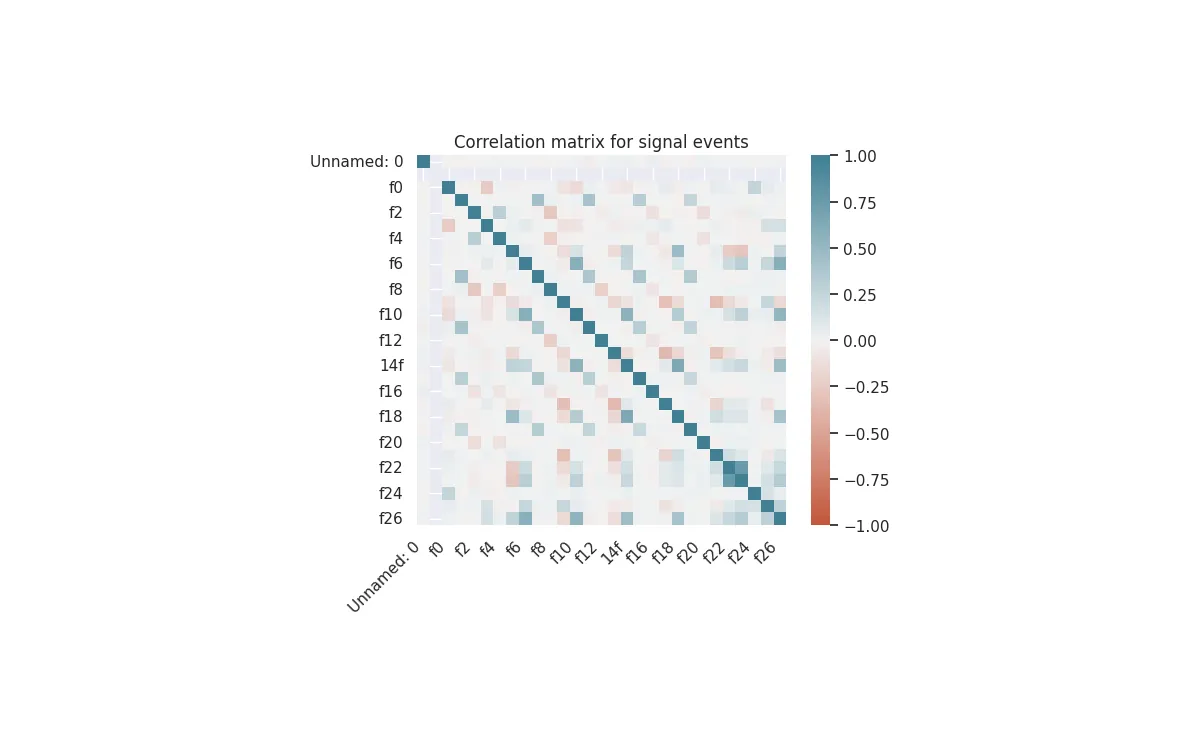 Correlation matrix for signal events
Unnamed: 0
f0
f2
f4
f6
f8
f10
f12
14f
f16
f18
f20
f22
f24
f26
Unnamed: 0
f0
f2
f4
f6
f8
f10
f12
14f
f16
f18
f20
f22
f24
f26
1.00
0.75
0.50
0.25
0.00
−0.25
−0.50
−0.75
−1.00